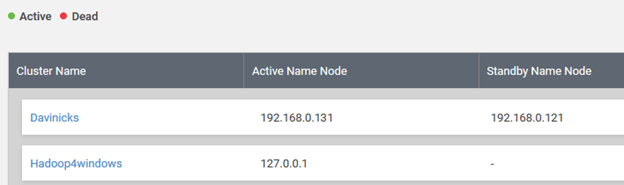 Active Dead
Cluster Name Active Name Node Standby Name Node
Davinicks 192.168.0.131 192.168.0.121
Hadoop4windows 127.0.0.1 -